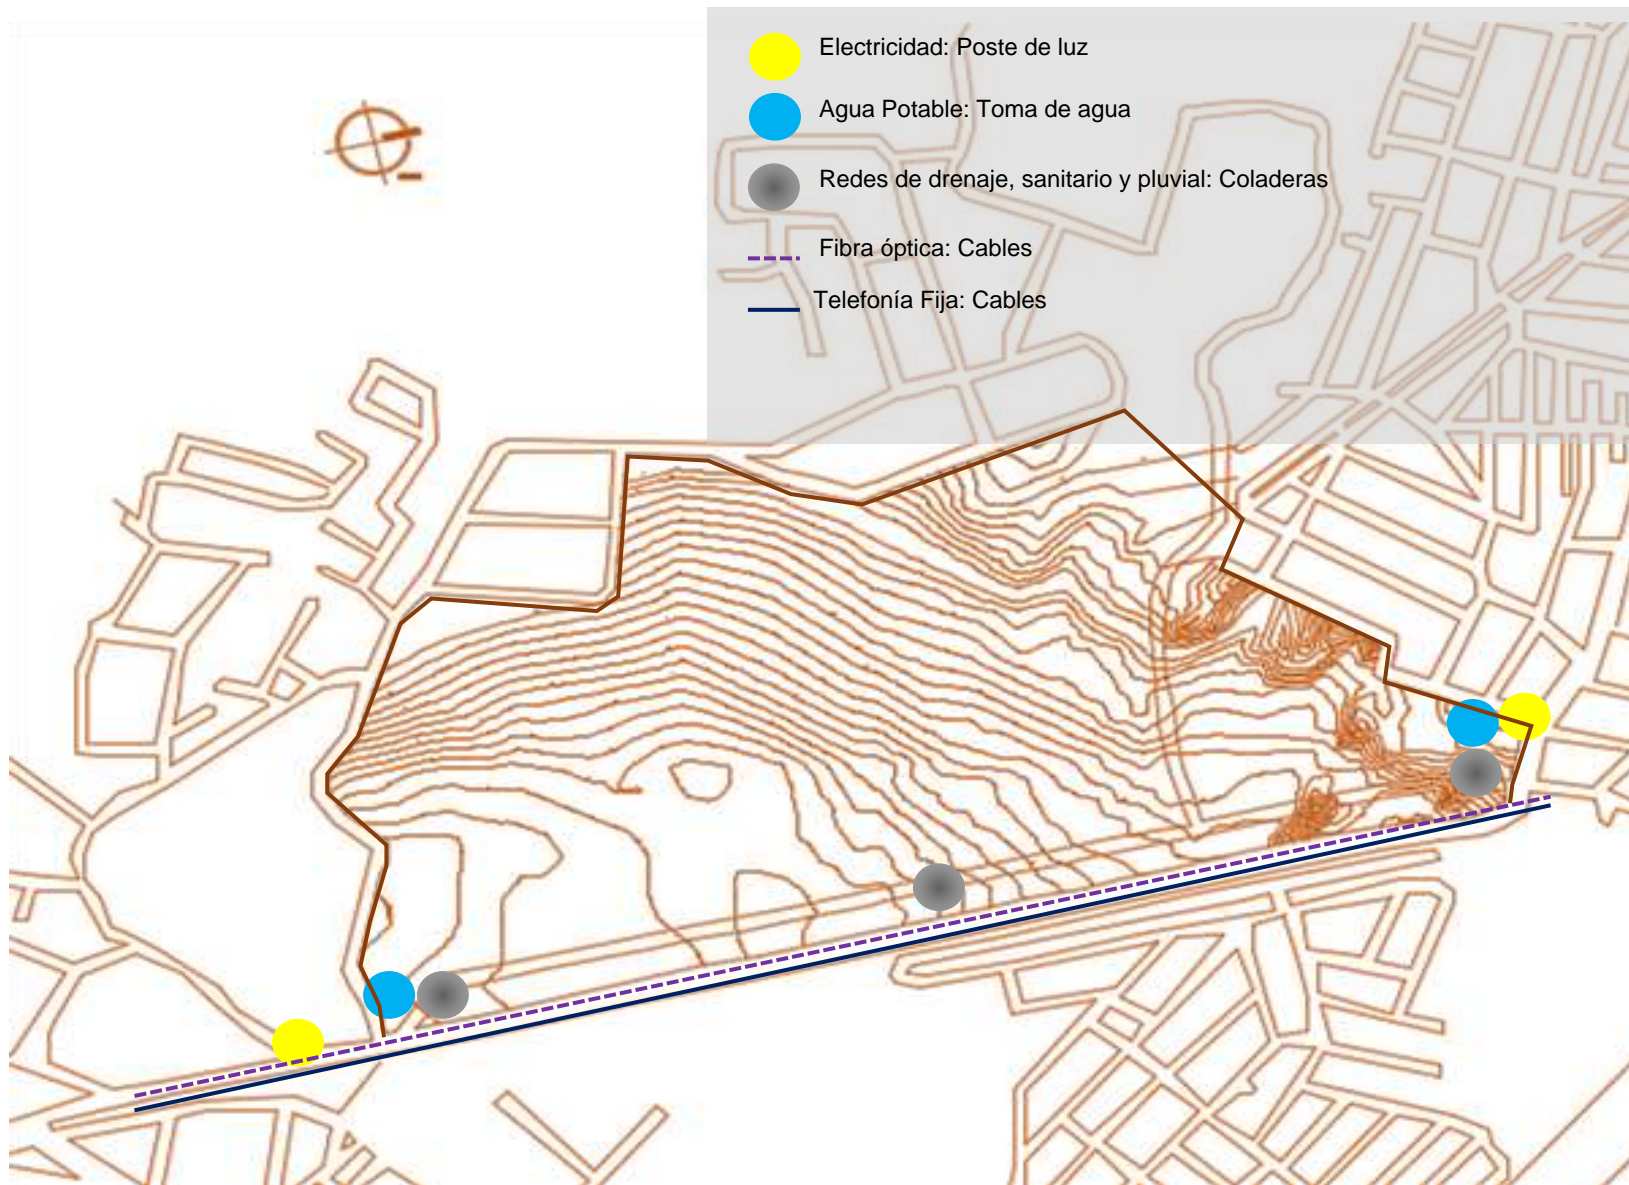 Electricidad: Poste de luz
Agua Potable: Toma de agua
Redes de drenaje, sanitario y pluvial: Coladeras
Fibra óptica: Cables
Telefonía Fija: Cables